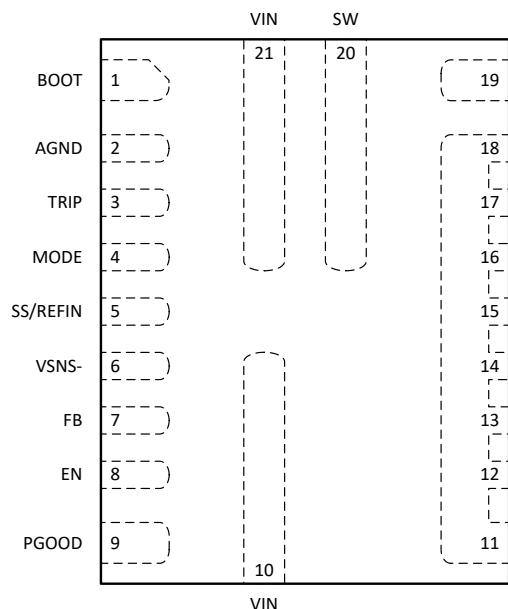 VIN SW
21 20
BOOT 1 19
AGND 2 18
TRIP 3 17
MODE 4 16
SS/REFIN 5 15
VSNS- 6 14
FB 7 13
EN 8 12
PGOOD 9 11
10
VIN